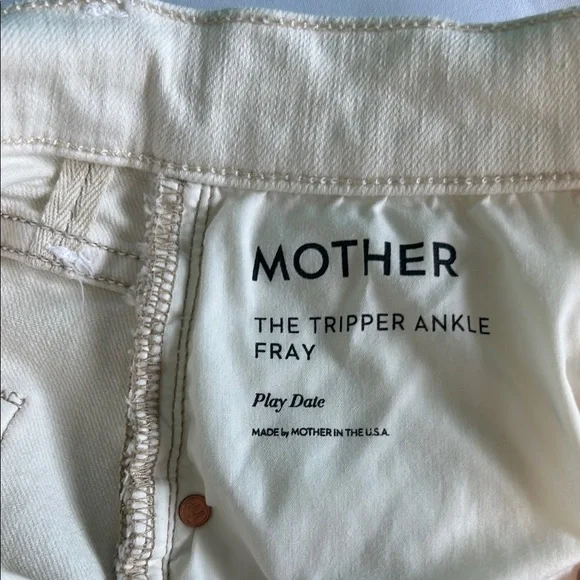 MOTHER
THE TRIPPER ANKLE
FRAY
Play Date
MADE by MOTHER IN THE U.S.A.